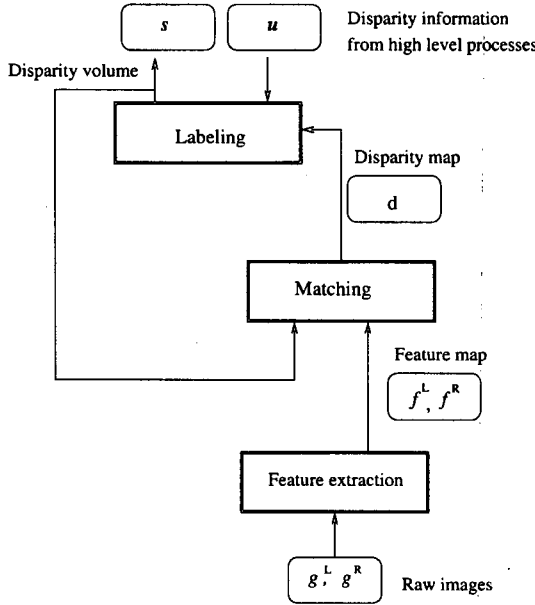 s
u
Disparity information
from high level processes
Disparity volume
Labeling
Disparity map
d
Matching
Feature map
f^L, f^R
Feature extraction
g^L, g^R
Raw images